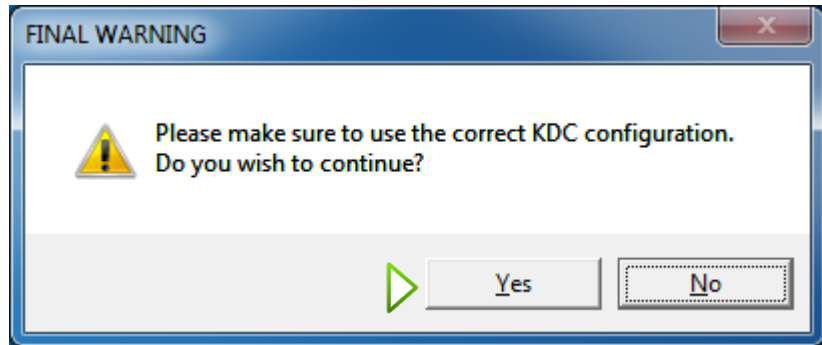 FINAL WARNING
Please make sure to use the correct KDC configuration.
Do you wish to continue?
Yes
No